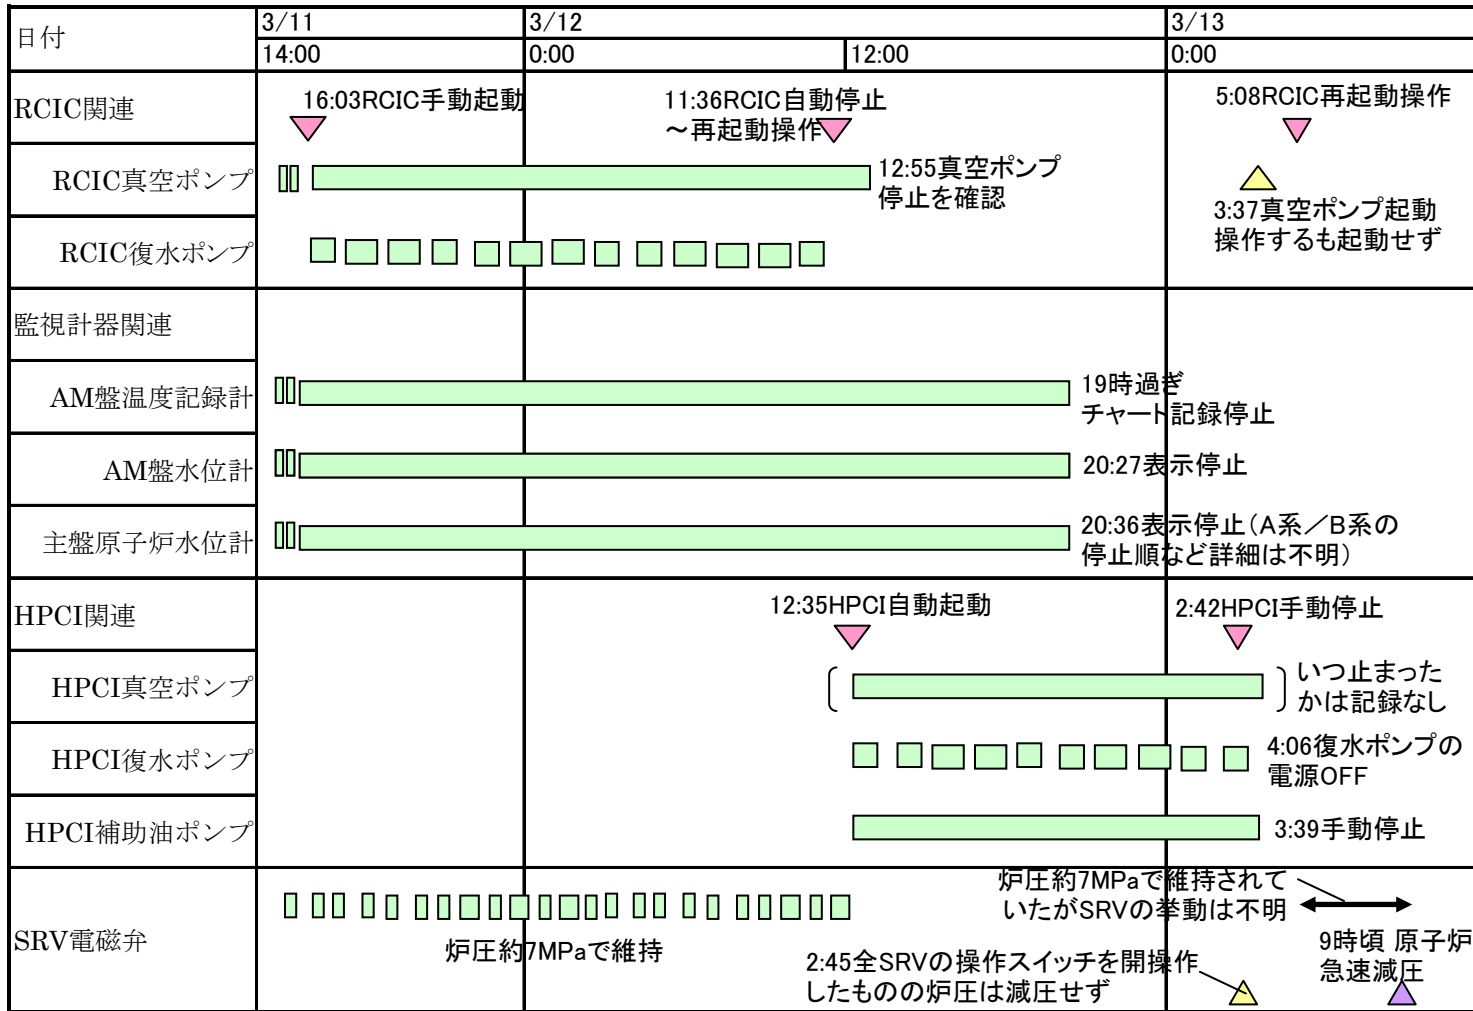 日付
3/11
3/12
3/13
14:00
0:00
12:00
0:00
RCIC関連
16:03RCIC手動起動
11:36RCIC自動停止
～再起動操作
5:08RCIC再起動操作
RCIC真空ポンプ
12:55真空ポンプ
停止を確認
3:37真空ポンプ起動
操作するも起動せず
RCIC復水ポンプ
監視計器関連
AM盤温度記録計
19時過ぎ
チャート記録停止
AM盤水位計
20:27表示停止
主盤原子炉水位計
20:36表示停止（A系／B系の
停止順など詳細は不明）
HPCI関連
12:35HPCI自動起動
2:42HPCI手動停止
HPCI真空ポンプ
いつ止まった
かは記録なし
HPCI復水ポンプ
4:06復水ポンプの
電源OFF
HPCI補助油ポンプ
3:39手動停止
SRV電磁弁
炉圧約7MPaで維持
炉圧約7MPaで維持されて
いたがSRVの挙動は不明
2:45全SRVの操作スイッチを開操作
したものの炉圧は減圧せず
9時頃 原子炉
急速減圧